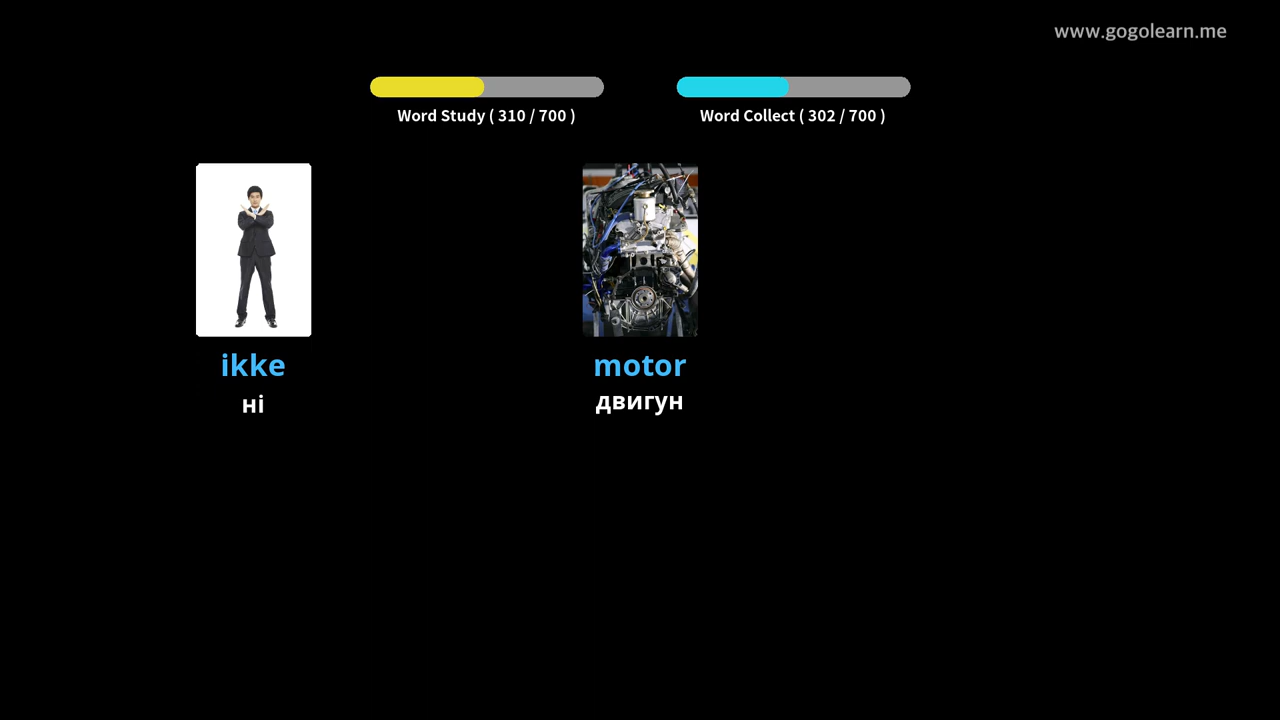 www.gogolearn.me
Word Study ( 310 / 700 )
Word Collect ( 302 / 700 )
ikke
ні
motor
двигун